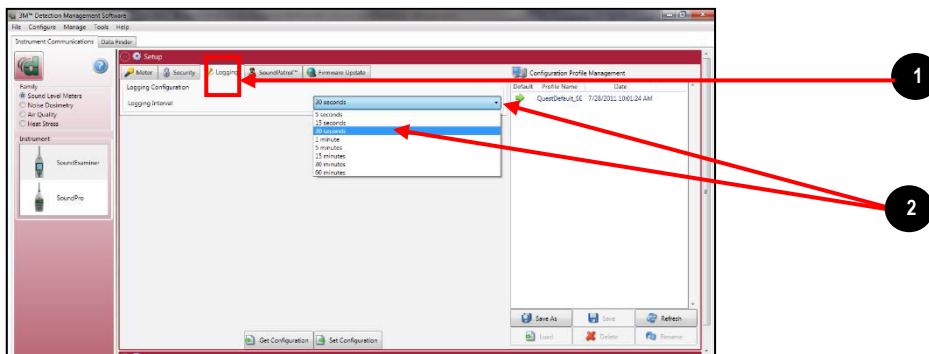 3M™ Detection Management Software
File Configure Manage Tools Help
Instrument Communications Data Finder
Setup
Meter Security Logging SoundPatrol™ Firmware Update
Configuration Profile Management
Family
Sound Level Meters
Noise Dosimetry
Air Quality
Heat Stress
Instrument
SoundExaminer
SoundPro
Logging Configuration
Logging Interval
30 seconds
5 seconds
15 seconds
30 seconds
1 minute
5 minutes
15 minutes
30 minutes
60 minutes
Default Profile Name Date
QuestDefault_SE 7/28/2011 10:01:24 AM
Save As Save Refresh
Load Delete Rename
Get Configuration Set Configuration
1
2